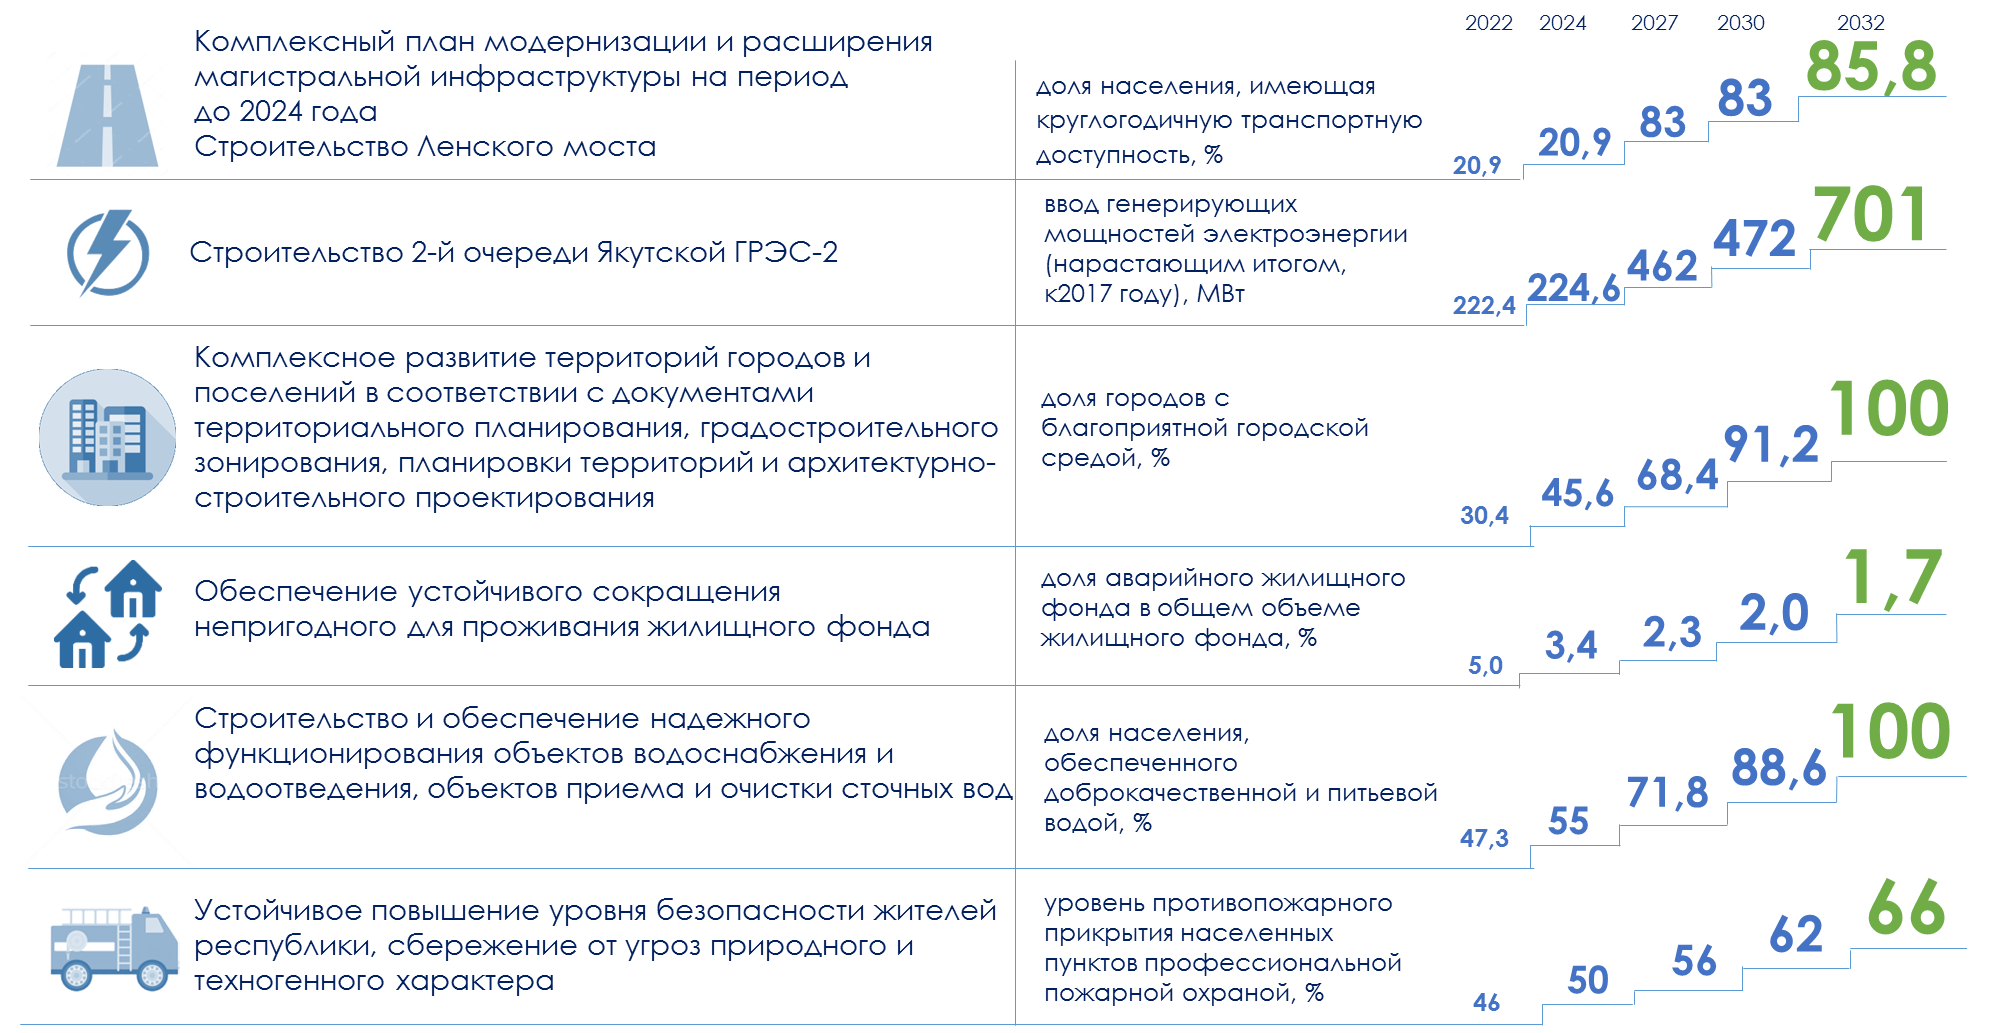 2022 2024 2027 2030 2032
Комплексный план модернизации и расширения
магистральной инфраструктуры на период
до 2024 года
Строительство Ленского моста
доля населения, имеющая
круглогодичную транспортную
доступность, %
20,9 20,9 83 83 85,8
Строительство 2-й очереди Якутской ГРЭС-2
ввод генерирующих
мощностей электроэнергии
(нарастающим итогом,
к2017 году), МВт
222,4 224,6 462 472 701
Комплексное развитие территорий городов и
поселений в соответствии с документами
территориального планирования, градостроительного
зонирования, планировки территорий и архитектурно-
строительного проектирования
доля городов с
благоприятной городской
средой, %
30,4 45,6 68,4 91,2 100
Обеспечение устойчивого сокращения
непригодного для проживания жилищного фонда
доля аварийного жилищного
фонда в общем объеме
жилищного фонда, %
5,0 3,4 2,3 2,0 1,7
Строительство и обеспечение надежного
функционирования объектов водоснабжения и
водоотведения, объектов приема и очистки сточных вод
доля населения,
обеспеченного
доброкачественной и питьевой
водой, %
47,3 55 71,8 88,6 100
Устойчивое повышение уровня безопасности жителей
республики, сбережение от угроз природного и
техногенного характера
уровень противопожарного
прикрытия населенных
пунктов профессиональной
пожарной охраной, %
46 50 56 62 66